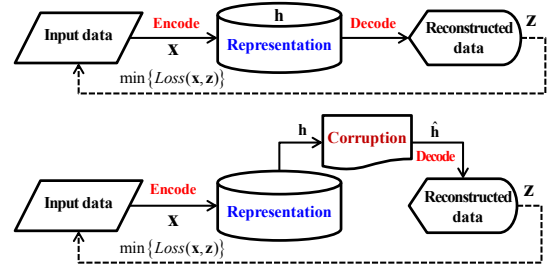 Input data
Encode
x
h
Representation
Decode
Reconstructed
data
z
min{Loss(x,z)}
h
Corruption
ĥ
Decode
Input data
Encode
x
Representation
Reconstructed
data
z
min{Loss(x,z)}